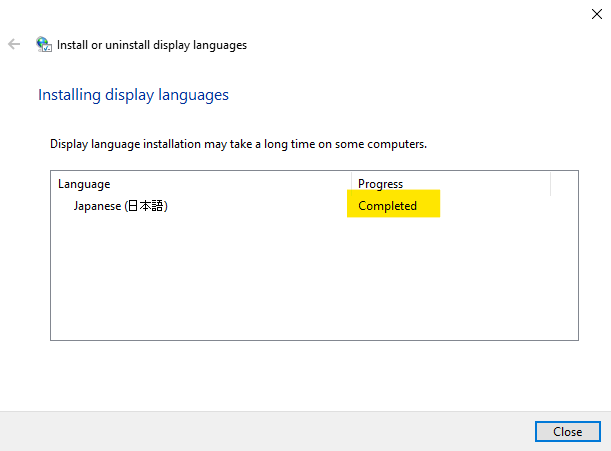 Install or uninstall display languages
Installing display languages
Display language installation may take a long time on some computers.
Language Progress
Japanese (日本語) Completed
Close